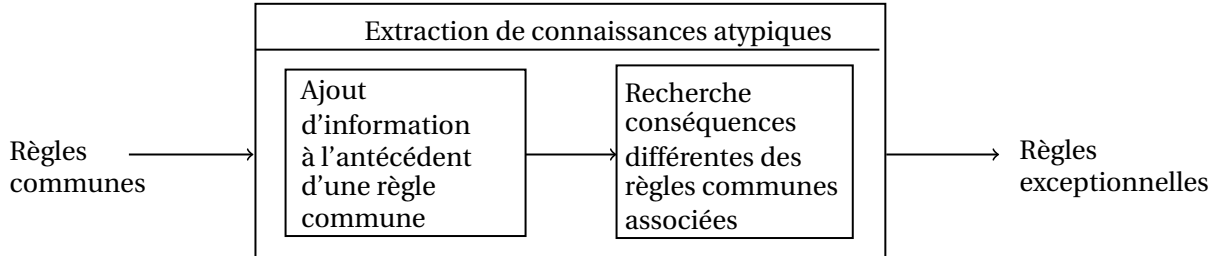 Extraction de connaissances atypiques
Règles
communes
Ajout
d'information
à l'antécédent
d'une règle
commune
Recherche
conséquences
différentes des
règles communes
associées
Règles
exceptionnelles